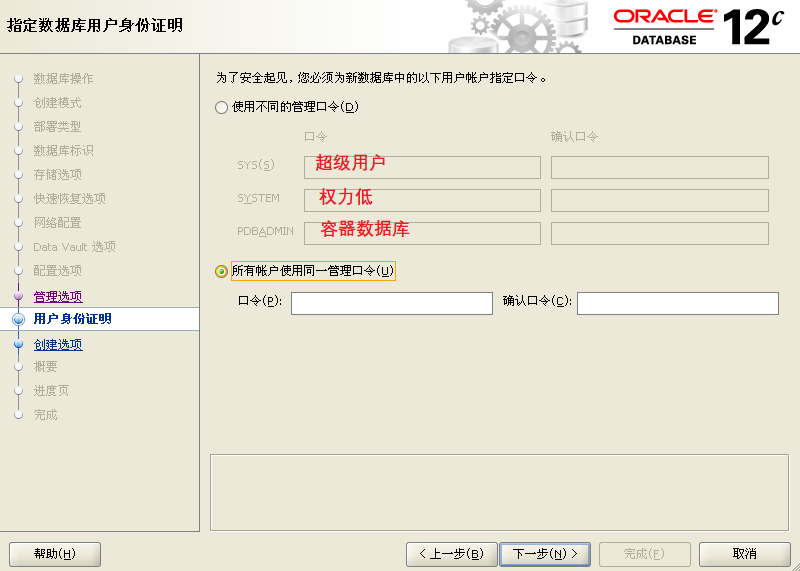 指定数据库用户身份证明
ORACLE®
DATABASE 12c
数据库操作
创建模式
部署类型
数据库标识
存储选项
快速恢复选项
网络配置
Data Vault 选项
配置选项
管理选项
用户身份证明
创建选项
概要
进度页
完成
为了安全起见,您必须为新数据库中的以下用户帐户指定口令。
使用不同的管理口令(D)
口令 确认口令
SYS(S) 超级用户
SYSTEM 权力低
PDBADMIN 容器数据库
所有帐户使用同一管理口令(U)
口令(P): 确认口令(C):
帮助(H) < 上一步(B) 下一步(N) > 完成(F) 取消